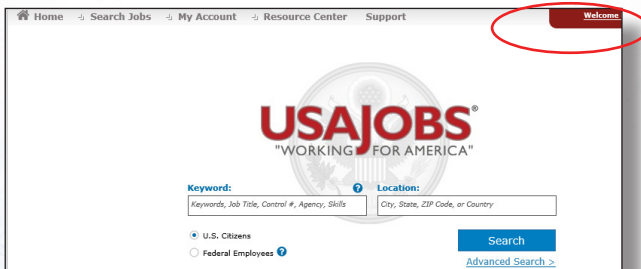 Home Search Jobs My Account Resource Center Support Welcome
USAJOBS®
"WORKING FOR AMERICA"
Keyword: ? Location:
Keywords, Job Title, Control #, Agency, Skills City, State, ZIP Code, or Country
U.S. Citizens
Search
Federal Employees ?
Advanced Search >